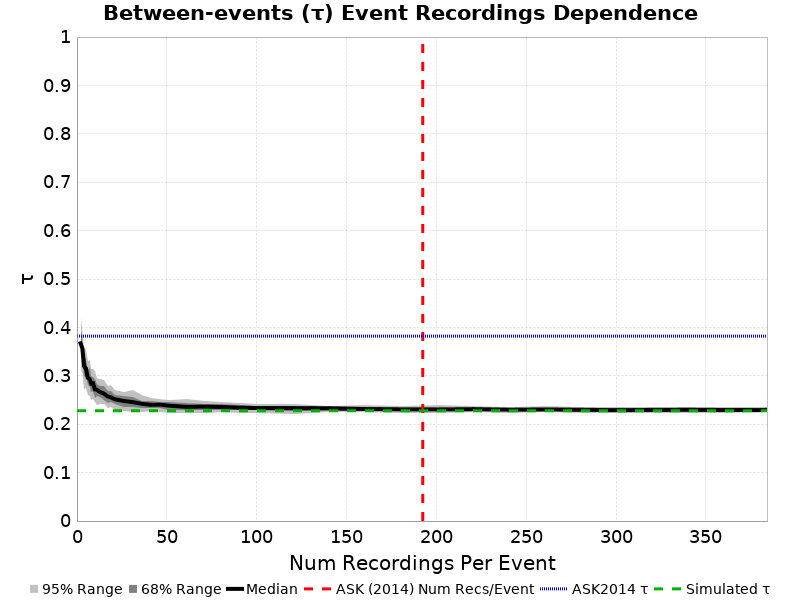 Between-events (τ) Event Recordings Dependence
1
0.9
0.8
0.7
0.6
0.5
0.4
0.3
0.2
0.1
0
τ
0 50 100 150 200 250 300 350
Num Recordings Per Event
95% Range 68% Range Median ASK (2014) Num Recs/Event ASK2014 τ Simulated τ